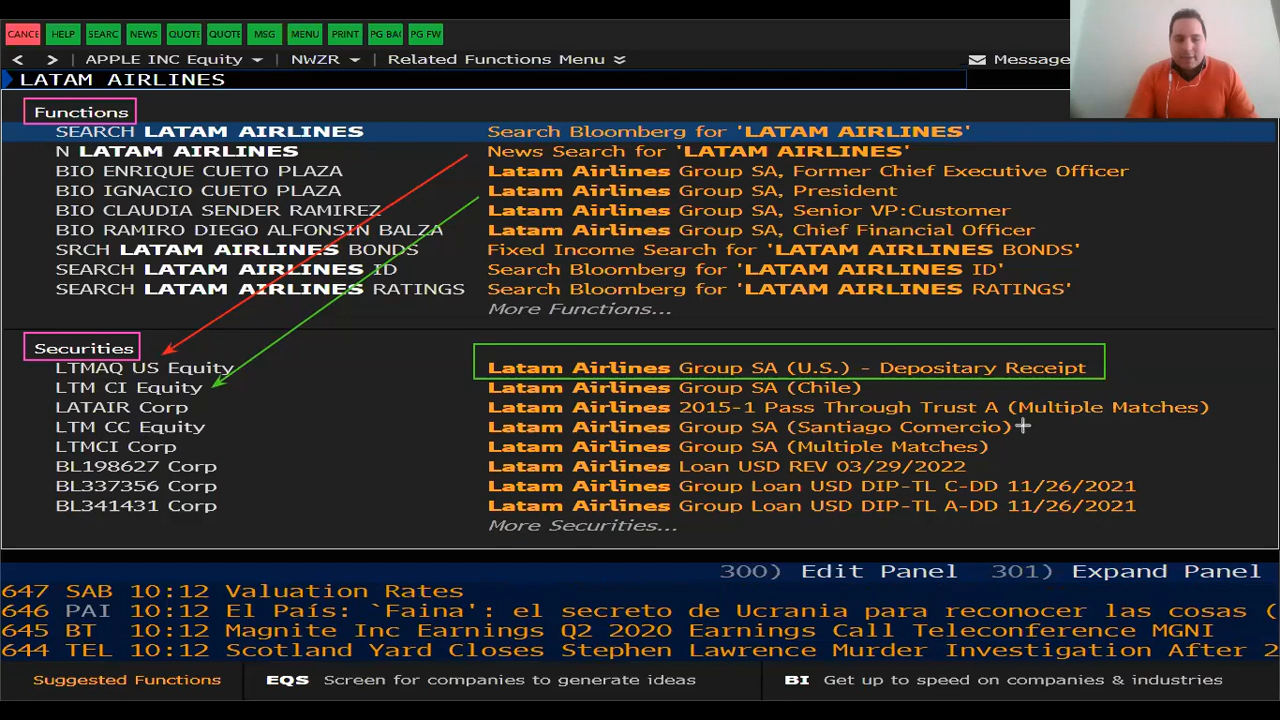 CANCE HELP SEARC NEWS QUOTE QUOTE MSG MENU PRINT PG BAC PG FW
< > APPLE INC Equity NWZR Related Functions Menu Message
LATAM AIRLINES
Functions
SEARCH LATAM AIRLINES Search Bloomberg for 'LATAM AIRLINES'
N LATAM AIRLINES News Search for 'LATAM AIRLINES'
BIO ENRIQUE CUETO PLAZA Latam Airlines Group SA, Former Chief Executive Officer
BIO IGNACIO CUETO PLAZA Latam Airlines Group SA, President
BIO CLAUDIA SENDER RAMIREZ Latam Airlines Group SA, Senior VP:Customer
BIO RAMIRO DIEGO ALFONSIN BALZA Latam Airlines Group SA, Chief Financial Officer
SRCH LATAM AIRLINES BONDS Fixed Income Search for 'LATAM AIRLINES BONDS'
SEARCH LATAM AIRLINES ID Search Bloomberg for 'LATAM AIRLINES ID'
SEARCH LATAM AIRLINES RATINGS Search Bloomberg for 'LATAM AIRLINES RATINGS'
More Functions...
Securities
LTMAQ US Equity Latam Airlines Group SA (U.S.) - Depositary Receipt
LTM CI Equity Latam Airlines Group SA (Chile)
LATAIR Corp Latam Airlines 2015-1 Pass Through Trust A (Multiple Matches)
LTM CC Equity Latam Airlines Group SA (Santiago Comercio)
LTMCI Corp Latam Airlines Group SA (Multiple Matches)
BL198627 Corp Latam Airlines Loan USD REV 03/29/2022
BL337356 Corp Latam Airlines Group Loan USD DIP-TL C-DD 11/26/2021
BL341431 Corp Latam Airlines Group Loan USD DIP-TL A-DD 11/26/2021
More Securities...
300) Edit Panel 301) Expand Panel
647 SAB 10:12 Valuation Rates
646 PAI 10:12 El País: `Faina': el secreto de Ucrania para reconocer las cosas (
645 BT 10:12 Magnite Inc Earnings Q2 2020 Earnings Call Teleconference MGNI
644 TEL 10:12 Scotland Yard Closes Stephen Lawrence Murder Investigation After 2
Suggested Functions EQS Screen for companies to generate ideas BI Get up to speed on companies & industries